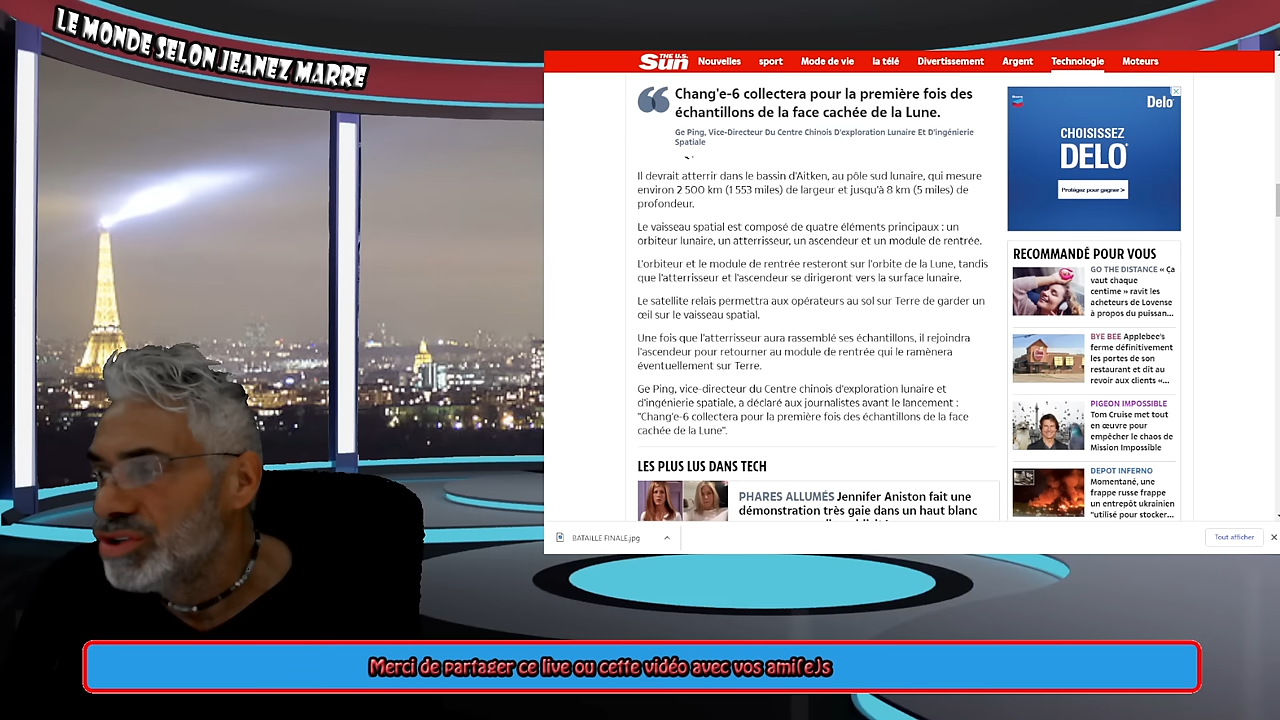 LE MONDE SELON JEANEZ MARRE
THE U.S. Sun
Nouvelles sport Mode de vie la télé Divertissement Argent Technologie Moteurs
Chang'e-6 collectera pour la première fois des
échantillons de la face cachée de la Lune.
Ge Ping, Vice-Directeur Du Centre Chinois D'exploration Lunaire Et D'ingénierie
Spatiale
Il devrait atterrir dans le bassin d'Aitken, au pôle sud lunaire, qui mesure
environ 2 500 km (1 553 miles) de largeur et jusqu'à 8 km (5 miles) de
profondeur.
Le vaisseau spatial est composé de quatre éléments principaux : un
orbiteur lunaire, un atterrisseur, un ascendeur et un module de rentrée.
L'orbiteur et le module de rentrée resteront sur l'orbite de la Lune, tandis
que l'atterrisseur et l'ascendeur se dirigeront vers la surface lunaire.
Le satellite relais permettra aux opérateurs au sol sur Terre de garder un
œil sur le vaisseau spatial.
Une fois que l'atterrisseur aura rassemblé ses échantillons, il rejoindra
l'ascendeur pour retourner au module de rentrée qui le ramènera
éventuellement sur Terre.
Ge Ping, vice-directeur du Centre chinois d'exploration lunaire et
d'ingénierie spatiale, a déclaré aux journalistes avant le lancement :
"Chang'e-6 collectera pour la première fois des échantillons de la face
cachée de la Lune".
LES PLUS LUS DANS TECH
PHARES ALLUMÉS Jennifer Aniston fait une
démonstration très gaie dans un haut blanc
Delo
CHOISISSEZ
DELO
Protégez pour gagner >
RECOMMANDÉ POUR VOUS
GO THE DISTANCE « Ça
vaut chaque
centime » ravit les
acheteurs de Lovense
à propos du puissan...
BYE BEE Applebee's
ferme définitivement
les portes de son
restaurant et dit au
revoir aux clients «...
PIGEON IMPOSSIBLE
Tom Cruise met tout
en œuvre pour
empêcher le chaos de
Mission Impossible
DEPOT INFERNO
Momentané, une
frappe russe frappe
un entrepôt ukrainien
"utilisé pour stocker...
BATAILLE FINALE.jpg
Tout afficher
Merci de partager ce live ou cette vidéo avec vos ami(e)s